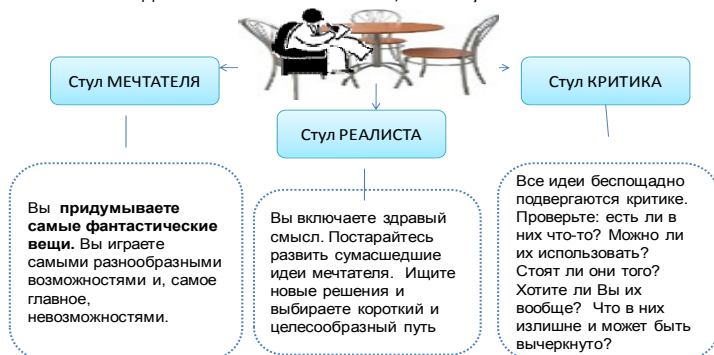 Стул МЕЧТАТЕЛЯ
Стул РЕАЛИСТА
Стул КРИТИКА
Вы придумываете
самые фантастические
вещи. Вы играете
самыми разнообразными
возможностями и, самое
главное,
невозможностями.
Вы включаете здравый
смысл. Постарайтесь
развить сумасшедшие
идеи мечтателя. Ищите
новые решения и
выбираете короткий и
целесообразный путь
Все идеи беспощадно
подвергаются критике.
Проверьте: есть ли в
них что-то? Можно ли
их использовать?
Стоят ли они того?
Хотите ли Вы их
вообще? Что в них
излишне и может быть
вычеркнуто?